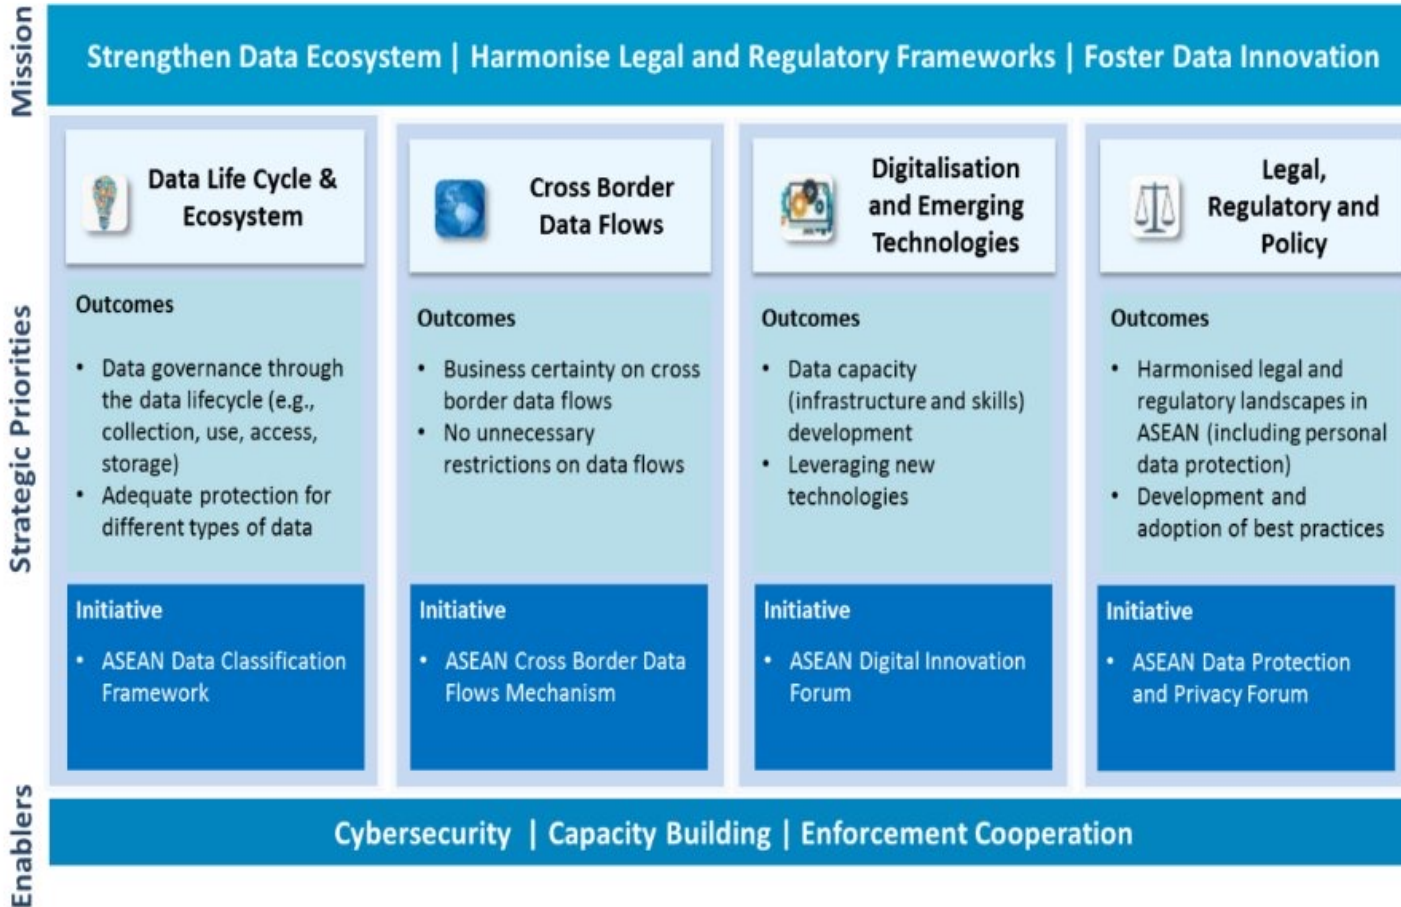 Mission
Strengthen Data Ecosystem | Harmonise Legal and Regulatory Frameworks | Foster Data Innovation
Strategic Priorities
Data Life Cycle &
Ecosystem
Outcomes
• Data governance through
the data lifecycle (e.g.,
collection, use, access,
storage)
• Adequate protection for
different types of data
Initiative
• ASEAN Data Classification
Framework
Cross Border
Data Flows
Outcomes
• Business certainty on cross
border data flows
• No unnecessary
restrictions on data flows
Initiative
• ASEAN Cross Border Data
Flows Mechanism
Digitalisation
and Emerging
Technologies
Outcomes
• Data capacity
(infrastructure and skills)
development
• Leveraging new
technologies
Initiative
• ASEAN Digital Innovation
Forum
Legal,
Regulatory and
Policy
Outcomes
• Harmonised legal and
regulatory landscapes in
ASEAN (including personal
data protection)
• Development and
adoption of best practices
Initiative
• ASEAN Data Protection
and Privacy Forum
Enablers
Cybersecurity | Capacity Building | Enforcement Cooperation